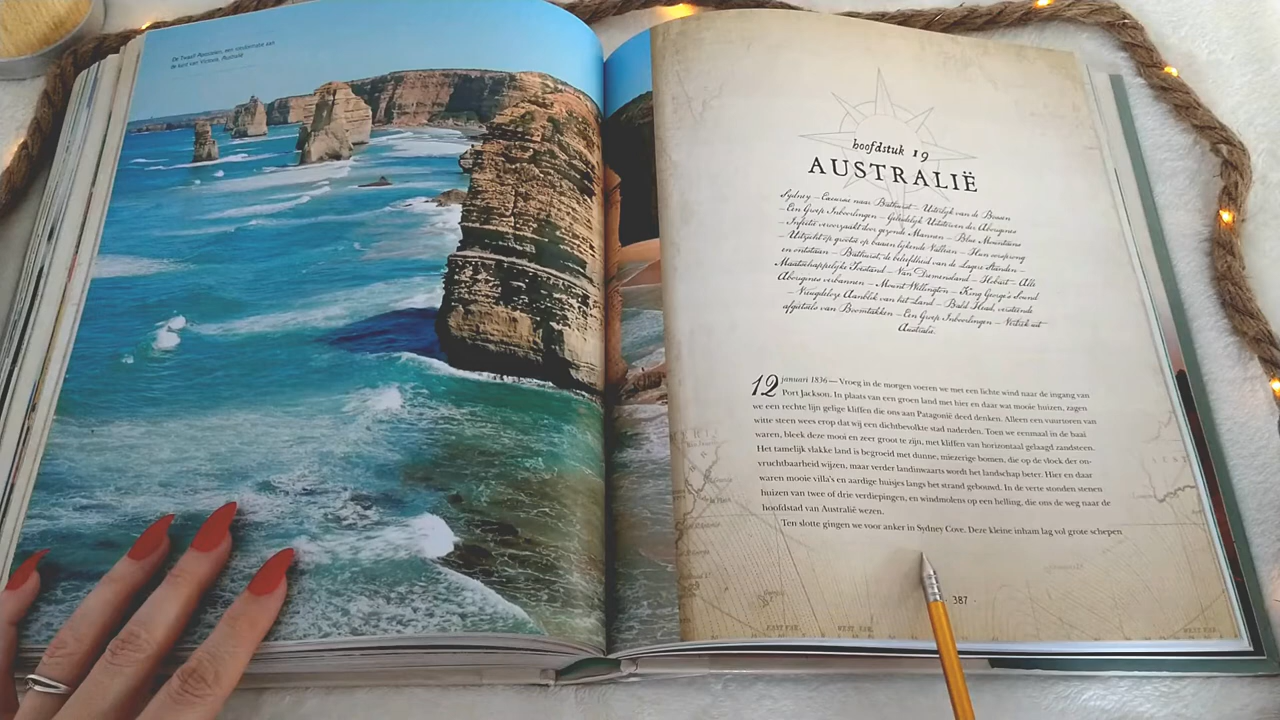 De Twaalf Apostelen, een rotsformatie aan
de kust van Victoria, Australië
hoofdstuk 19
AUSTRALIË
Sydney – Excursie naar Bathurst – Uiterlijk van de Bossen
– Een Groep Inboorlingen – Geleidelijk Uitsterven der Aborigines
– Infectie veroorzaakt door gezonde Mannen – Blue Mountains
– Uitzicht op grootse op baaien lijkende Valleien – Hun oorsprong
en ontstaan – Bathurst, de beleefdheid van de Lagere Standen –
Maatschappelijke Toestand – Van Diemensland – Hobart – Alle
Aborigines verbannen – Mount Wellington – King George's Sound
– Vreugdeloze Aanblik van het Land – Bald Head, versteende
afgietsels van Boomtakken – Een Groep Inboorlingen – Vertrek uit
Australië.
12 januari 1836 — Vroeg in de morgen voeren we met een lichte wind naar de ingang van
Port Jackson. In plaats van een groen land met hier en daar wat mooie huizen, zagen
we een rechte lijn gelige kliffen die ons aan Patagonië deed denken. Alleen een vuurtoren van
witte steen wees erop dat wij een dichtbevolkte stad naderden. Toen we eenmaal in de baai
waren, bleek deze mooi en zeer groot te zijn, met kliffen van horizontaal gelaagd zandsteen.
Het tamelijk vlakke land is begroeid met dunne, miezerige bomen, die op de vloek der on-
vruchtbaarheid wijzen, maar verder landinwaarts wordt het landschap beter. Hier en daar
waren mooie villa's en aardige huisjes langs het strand gebouwd. In de verte stonden stenen
huizen van twee of drie verdiepingen, en windmolens op een helling, die ons de weg naar de
hoofdstad van Australië wezen.
Ten slotte gingen we voor anker in Sydney Cove. Deze kleine inham lag vol grote schepen
387